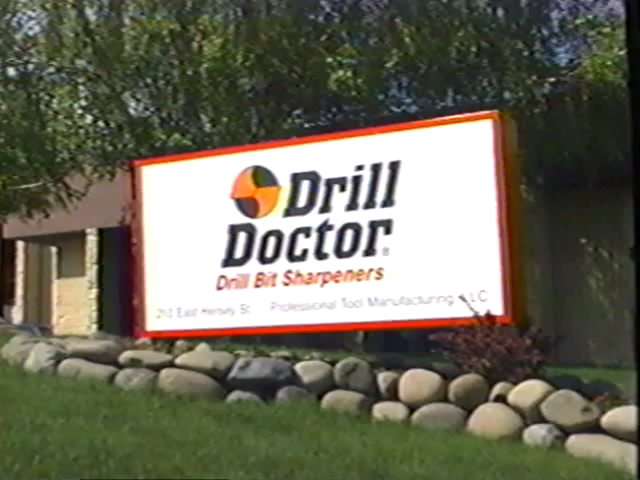 Drill
Doctor®
Drill Bit Sharpeners
210 East Hersey St Professional Tool Manufacturing, LLC